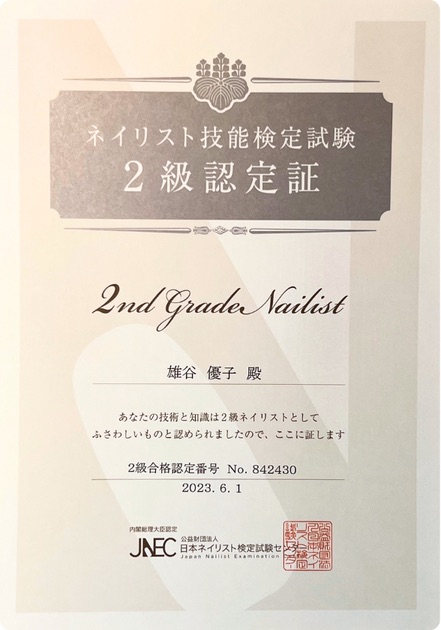 ネイリスト技能検定試験
2級認定証
2nd Grade Nailist
雄谷 優子 殿
あなたの技術と知識は2級ネイリストとして
ふさわしいものと認められましたので、ここに証します
2級合格認定番号 No. 842430
2023. 6. 1
内閣総理大臣認定
JNEC 公益財団法人
日本ネイリスト検定試験センター
Japan Nailist Examination